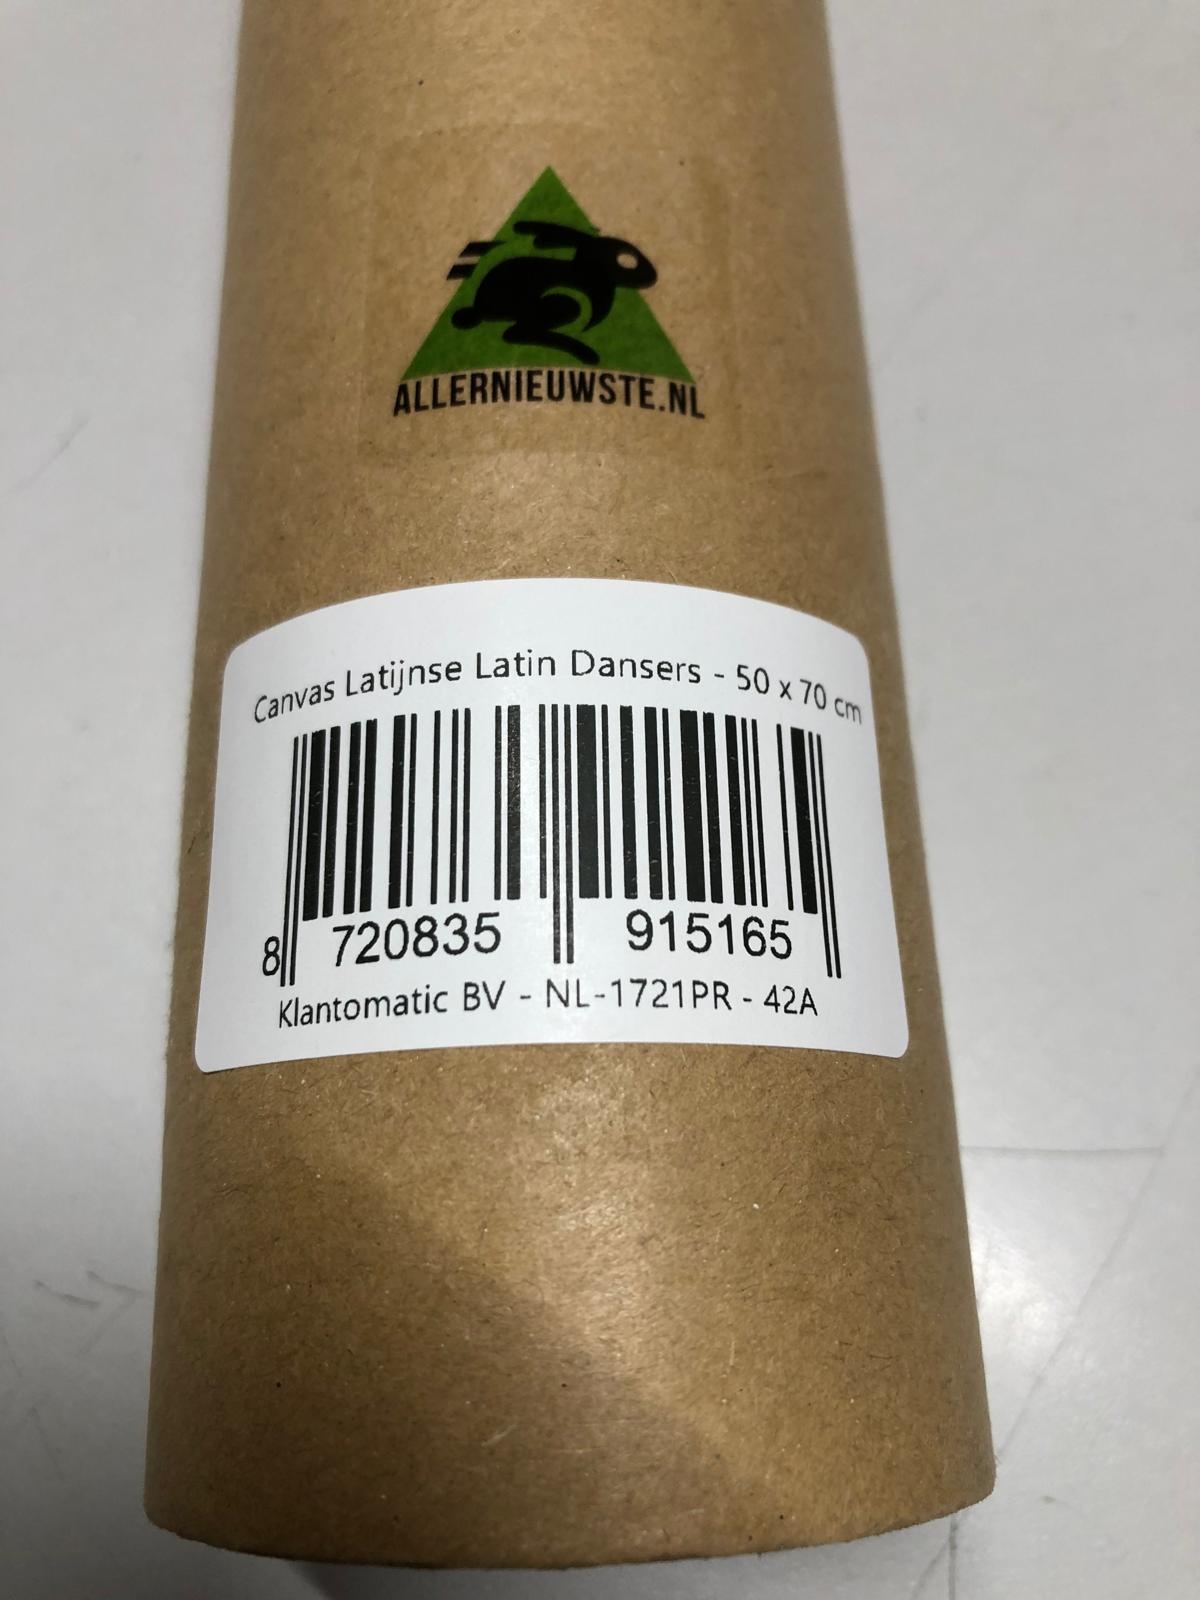 ALLERNIEUWSTE.NL
Canvas Latijnse Latin Dansers - 50 x 70 cm
8 720835 915165
Klantomatic BV - NL-1721PR - 42A